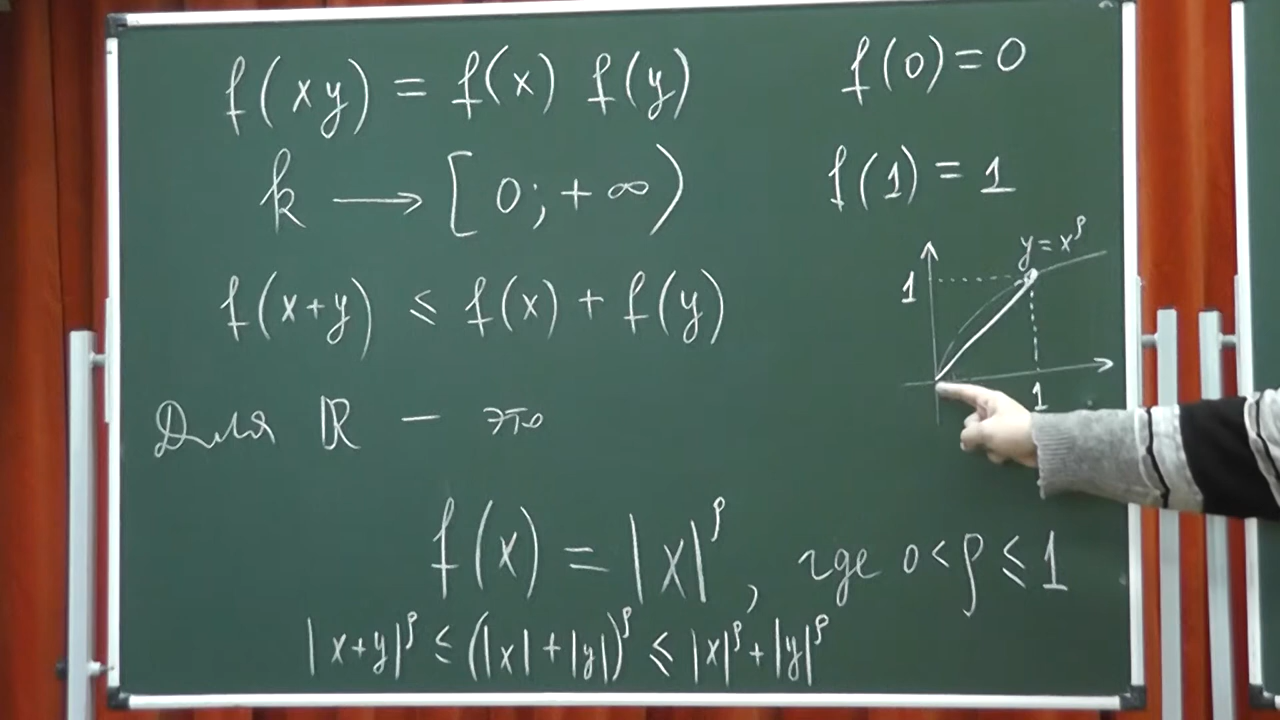 f(xy) = f(x) f(y)
k → [0; +∞)
f(x+y) ≤ f(x) + f(y)
Для ℝ — это
f(x) = |x|^ρ, где 0 < ρ ≤ 1
|x+y|^ρ ≤ (|x|+|y|)^ρ ≤ |x|^ρ + |y|^ρ
f(0) = 0
f(1) = 1
y = x^ρ
1
1